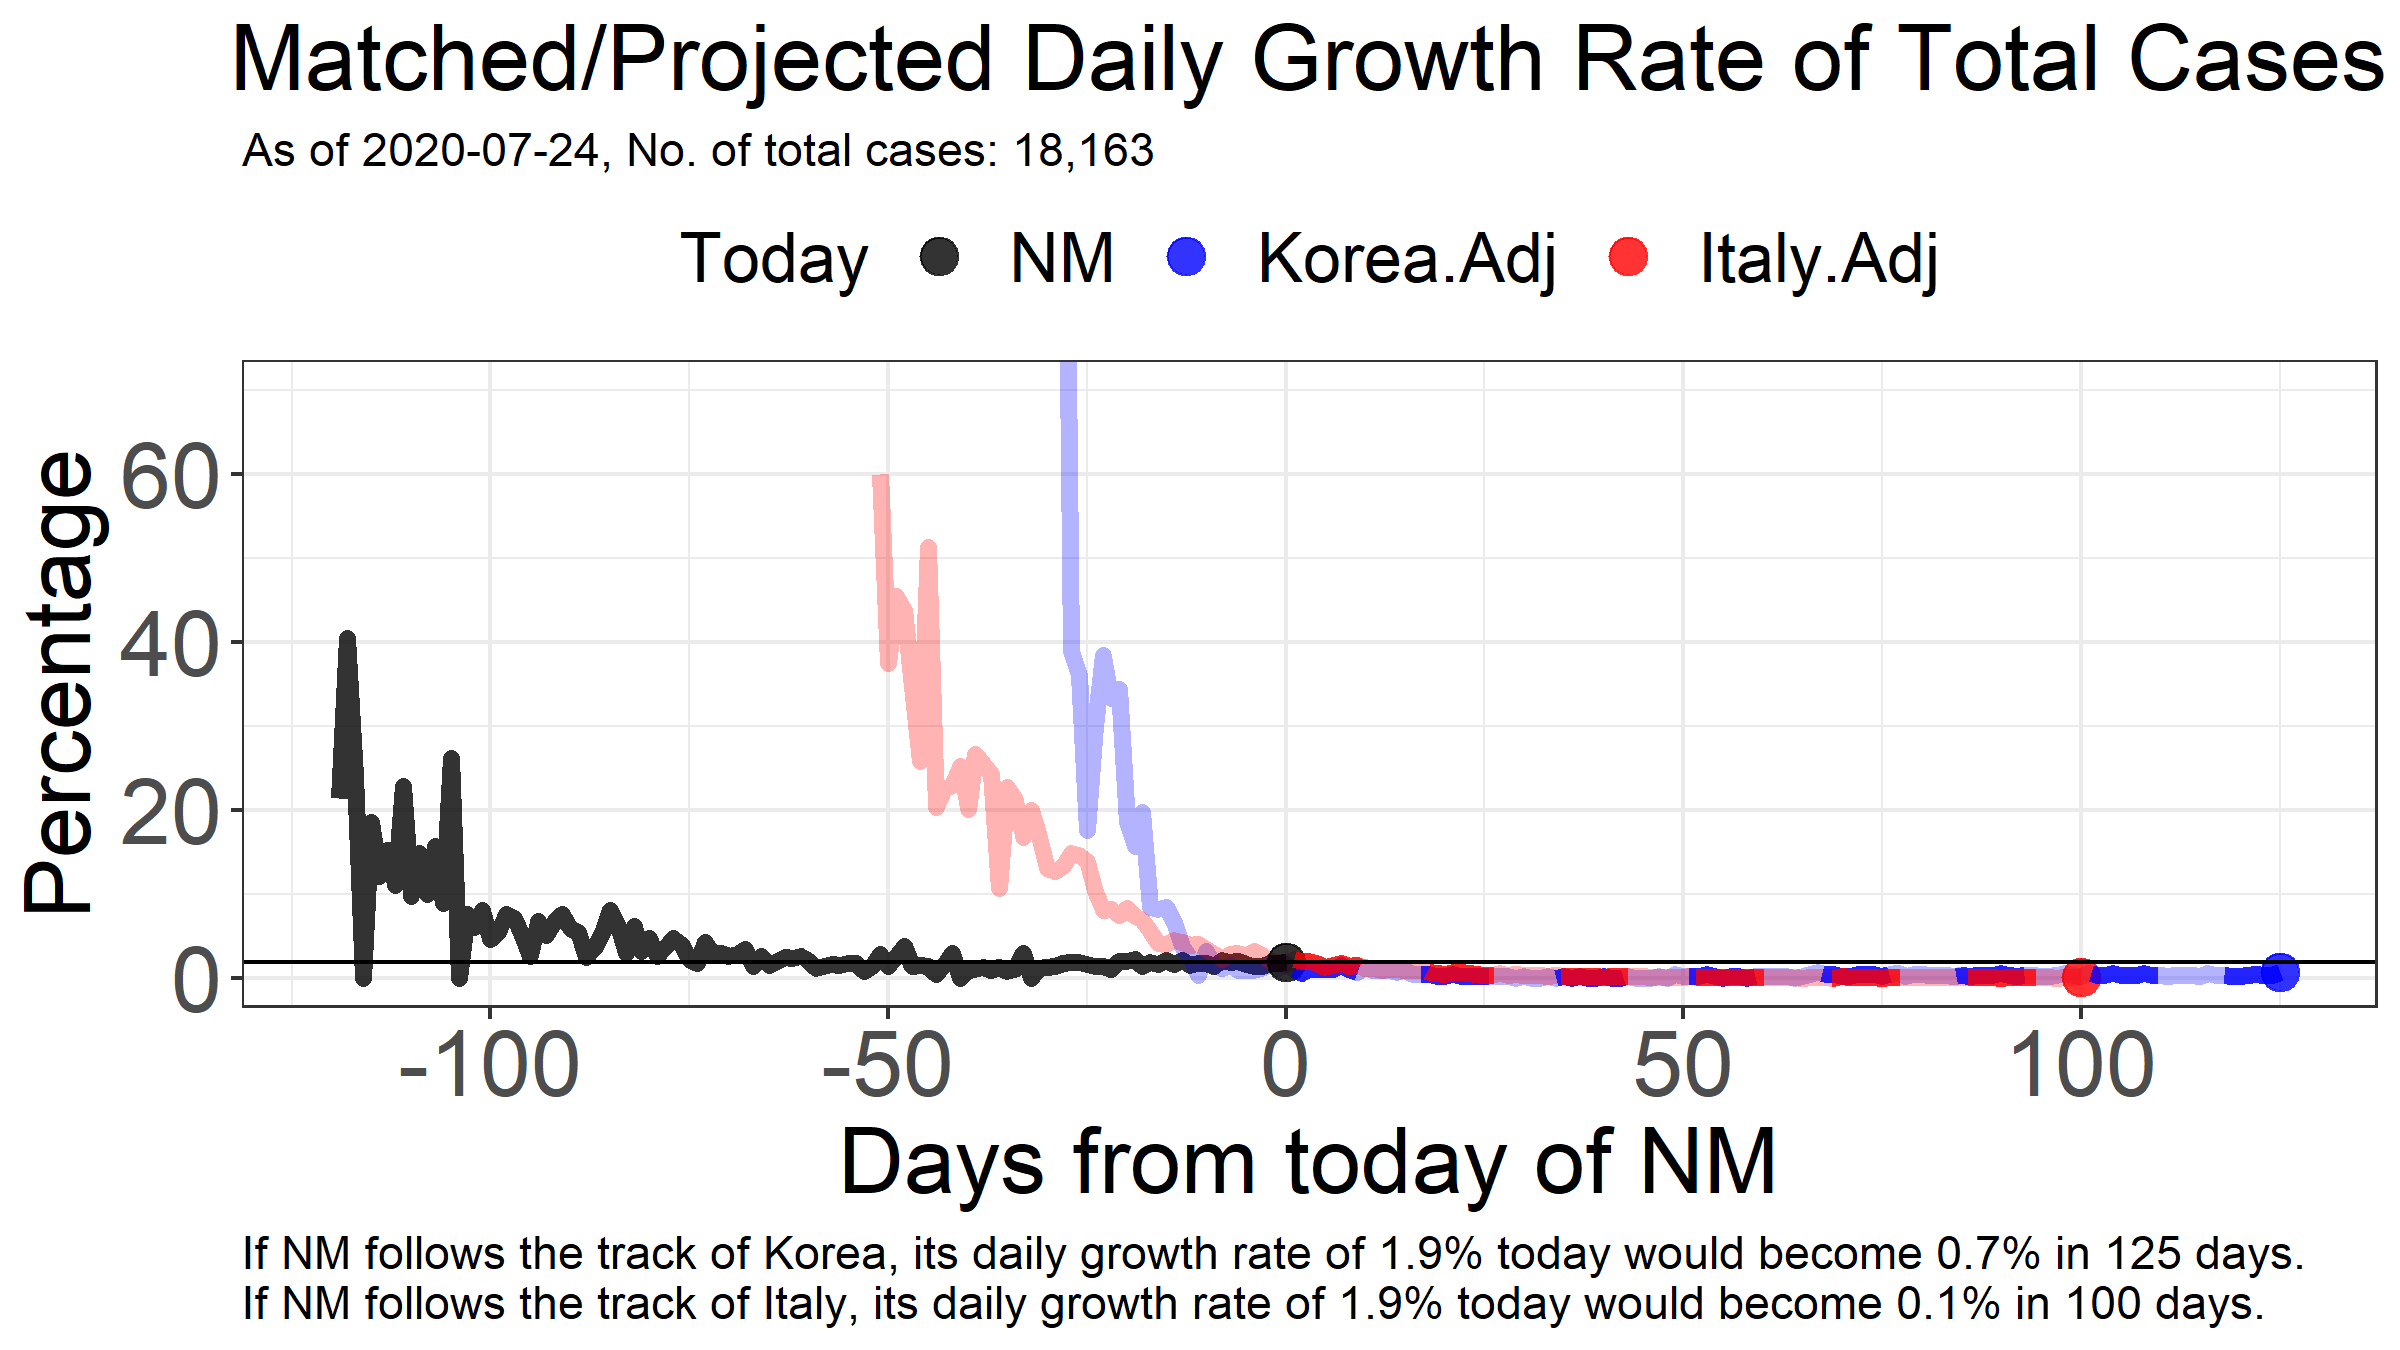 Matched/Projected Daily Growth Rate of Total Cases
As of 2020-07-24, No. of total cases: 18,163
Today NM Korea.Adj Italy.Adj
Percentage
60
40
20
0
-100 -50 0 50 100
Days from today of NM
If NM follows the track of Korea, its daily growth rate of 1.9% today would become 0.7% in 125 days.
If NM follows the track of Italy, its daily growth rate of 1.9% today would become 0.1% in 100 days.